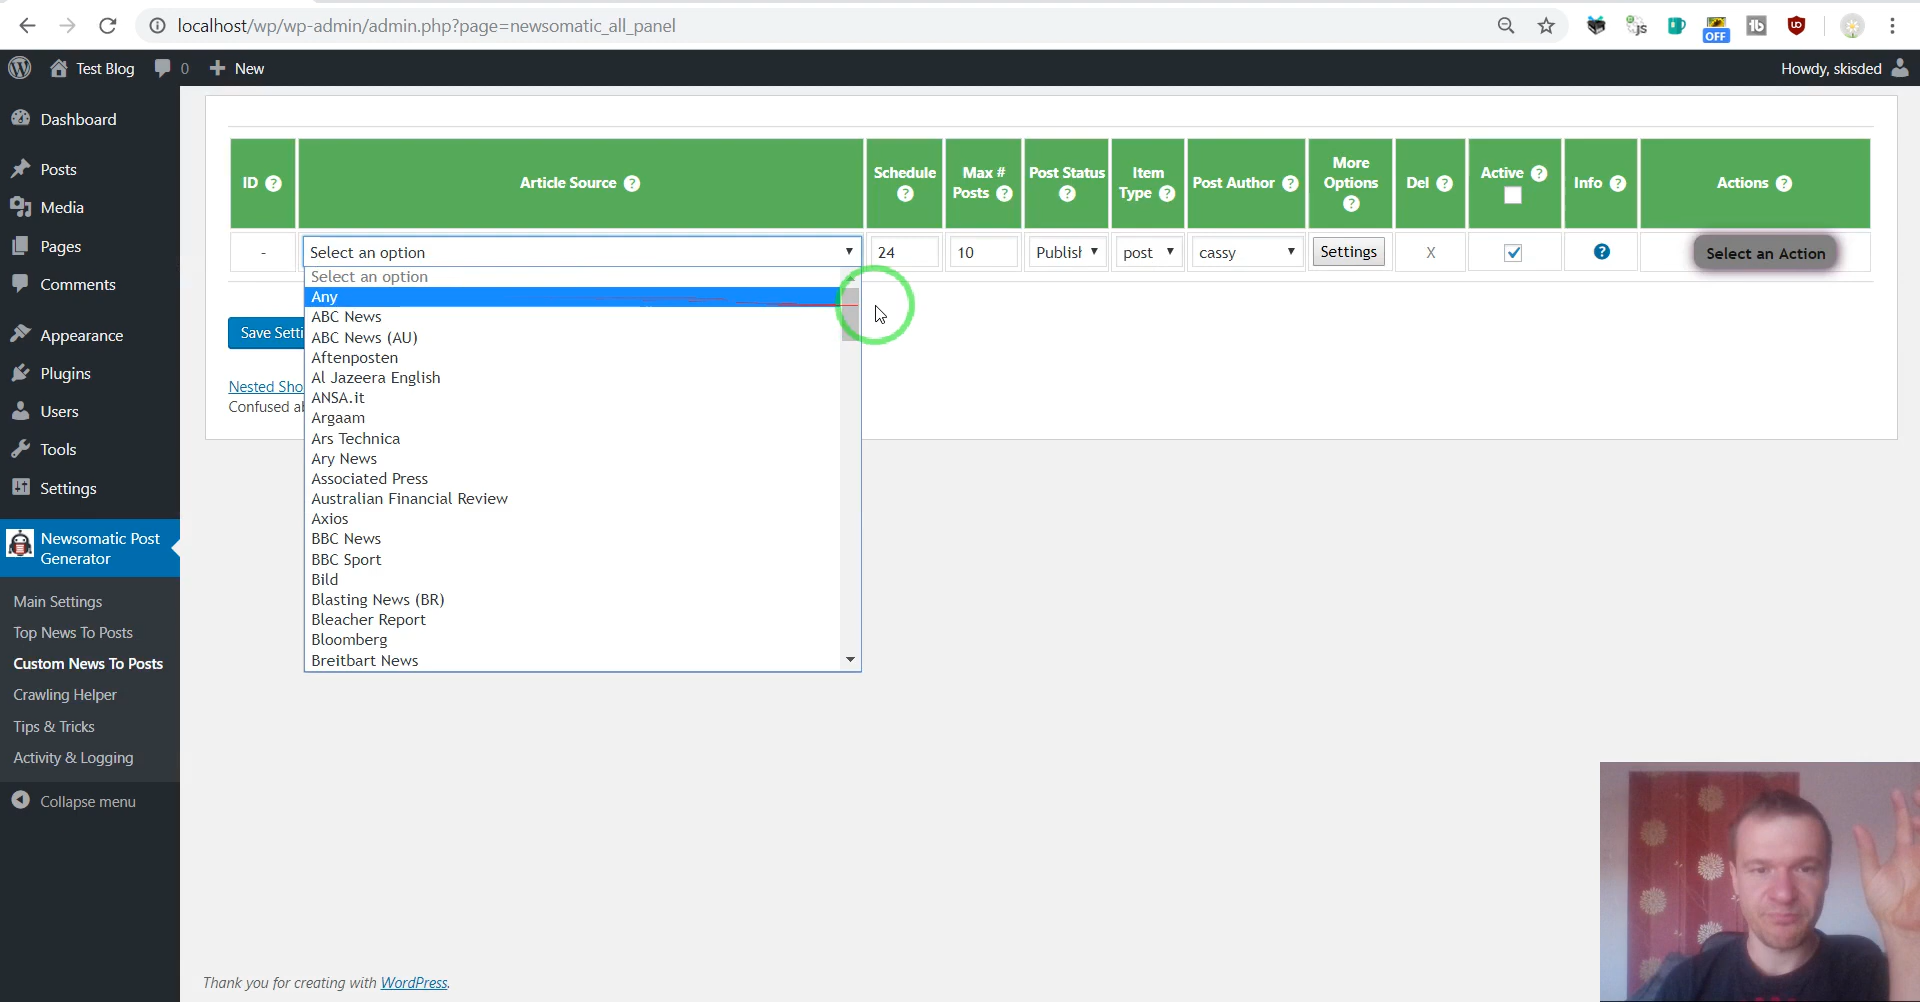 localhost/wp/wp-admin/admin.php?page=newsomatic_all_panel
OFF
Test Blog 0 New
Howdy, skisded
Dashboard
Posts
Media
Pages
Comments
Appearance
Plugins
Users
Tools
Settings
Newsomatic Post
Generator
Main Settings
Top News To Posts
Custom News To Posts
Crawling Helper
Tips & Tricks
Activity & Logging
Collapse menu
ID ?
Article Source ?
Schedule
?
Max #
Posts ?
Post Status
?
Item
Type ?
Post Author ?
More
Options
?
Del ?
Active ?
Info ?
Actions ?
-
Select an option
24
10
Publish
post
cassy
Settings
X
?
Select an Action
Select an option
Any
ABC News
ABC News (AU)
Aftenposten
Al Jazeera English
ANSA.it
Argaam
Ars Technica
Ary News
Associated Press
Australian Financial Review
Axios
BBC News
BBC Sport
Bild
Blasting News (BR)
Bleacher Report
Bloomberg
Breitbart News
Save Setti
Nested Sho
Confused ab
Thank you for creating with WordPress.